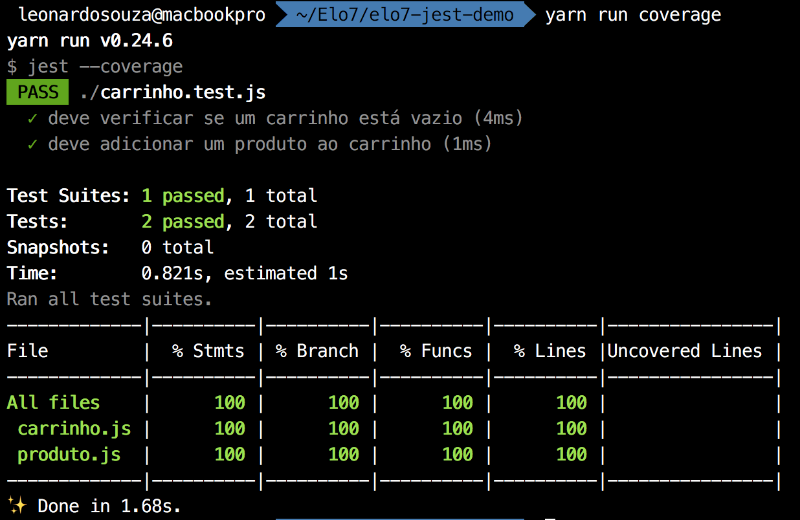 leonardosouza@macbookpro ~/Elo7/elo7-jest-demo yarn run coverage
yarn run v0.24.6
$ jest --coverage
PASS ./carrinho.test.js
✓ deve verificar se um carrinho está vazio (4ms)
✓ deve adicionar um produto ao carrinho (1ms)
Test Suites: 1 passed, 1 total
Tests: 2 passed, 2 total
Snapshots: 0 total
Time: 0.821s, estimated 1s
Ran all test suites.
-------------|----------|----------|----------|----------|----------------|
File         |  % Stmts | % Branch |  % Funcs |  % Lines |Uncovered Lines |
-------------|----------|----------|----------|----------|----------------|
All files    |      100 |      100 |      100 |      100 |                |
 carrinho.js |      100 |      100 |      100 |      100 |                |
 produto.js  |      100 |      100 |      100 |      100 |                |
-------------|----------|----------|----------|----------|----------------|
✨ Done in 1.68s.